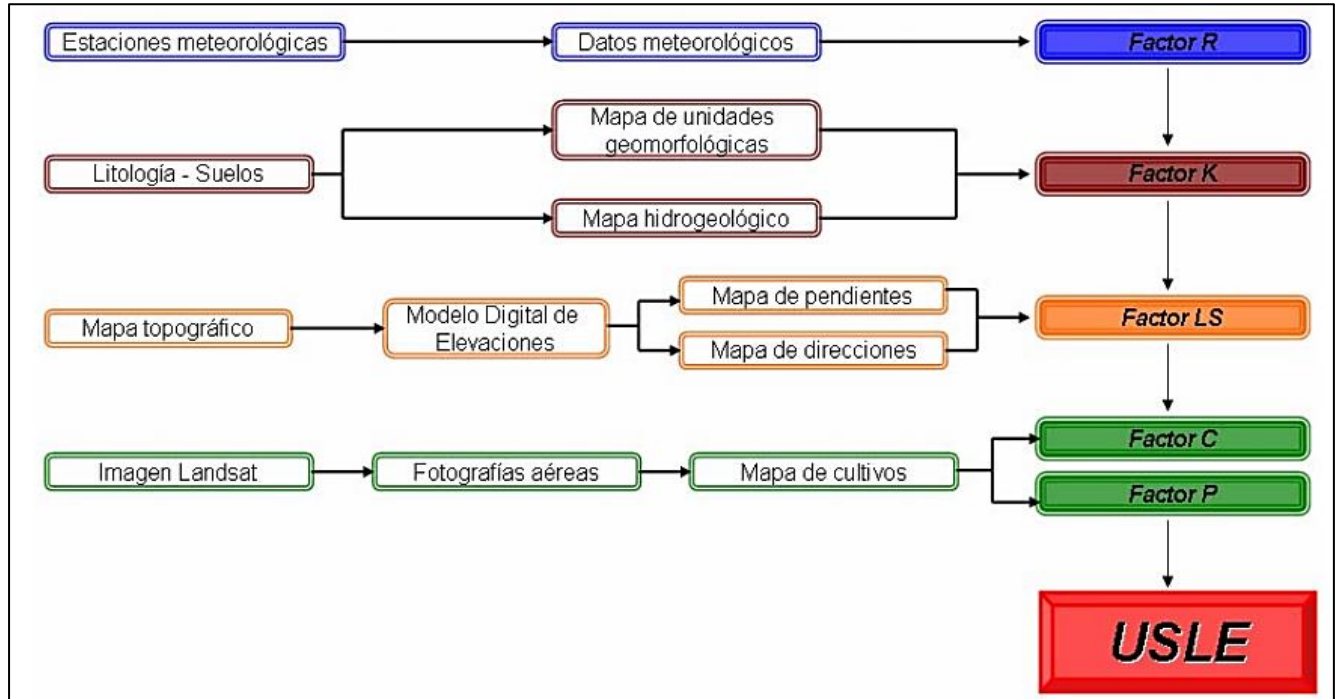 Estaciones meteorológicas
Datos meteorológicos
Factor R
Litología - Suelos
Mapa de unidades
geomorfológicas
Mapa hidrogeológico
Factor K
Mapa topográfico
Modelo Digital de
Elevaciones
Mapa de pendientes
Mapa de direcciones
Factor LS
Imagen Landsat
Fotografías aéreas
Mapa de cultivos
Factor C
Factor P
USLE